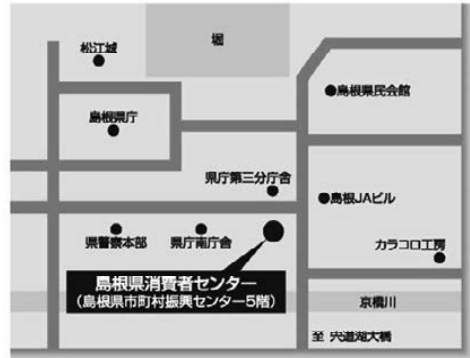 堀
松江城
島根県民会館
島根県庁
県庁第三分庁舎
島根JAビル
県警察本部
県庁南庁舎
カラコロ工房
島根県消費者センター
(島根県市町村振興センター5階)
京橋川
至 宍道湖大橋